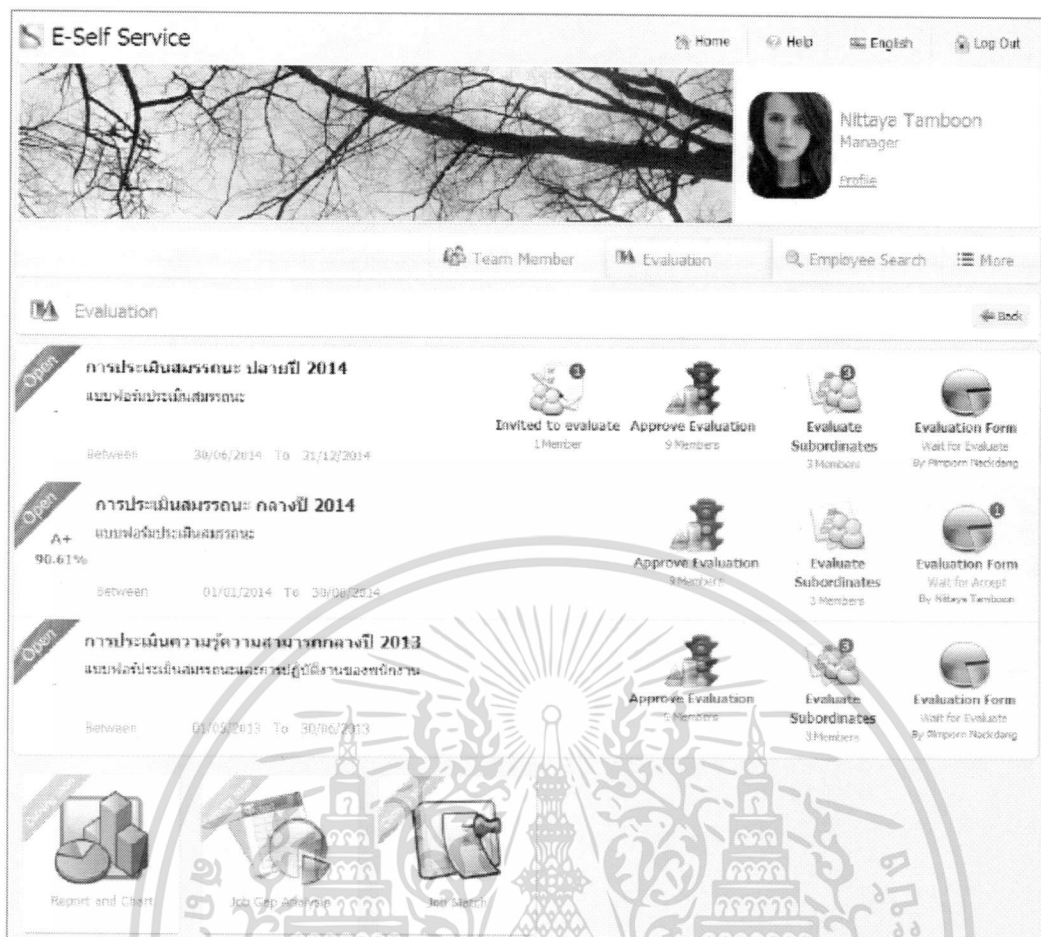 E-Self Service
Home Help English Log Out
Nittaya Tamboon
Manager
Profile
Team Member Evaluation Employee Search More
Evaluation Back
Open
การประเมินสมรรถนะ ปลายปี 2014
แบบฟอร์มประเมินสมรรถนะ
-
Between 30/06/2014 To 31/12/2014
1
Invited to evaluate
1 Member
Approve Evaluation
9 Members
3
Evaluate
Subordinates
3 Members
Evaluation Form
Wait for Evaluate
By Pimporn Nackdang
Open
การประเมินสมรรถนะ กลางปี 2014
แบบฟอร์มประเมินสมรรถนะ
A+
90.61%
Between 01/01/2014 To 30/06/2014
Approve Evaluation
9 Members
Evaluate
Subordinates
3 Members
1
Evaluation Form
Wait for Accept
By Nittaya Tamboon
Open
การประเมินความรู้ความสามารถกลางปี 2013
แบบฟอร์มประเมินสมรรถนะและการปฏิบัติงานของพนักงาน
-
Between 01/05/2013 To 30/06/2013
Approve Evaluation
Members
3
Evaluate
Subordinates
3 Members
Evaluation Form
Wait for Evaluate
By Pimporn Nackdang
Report and Chart
Job Gap Analysis
Job Match